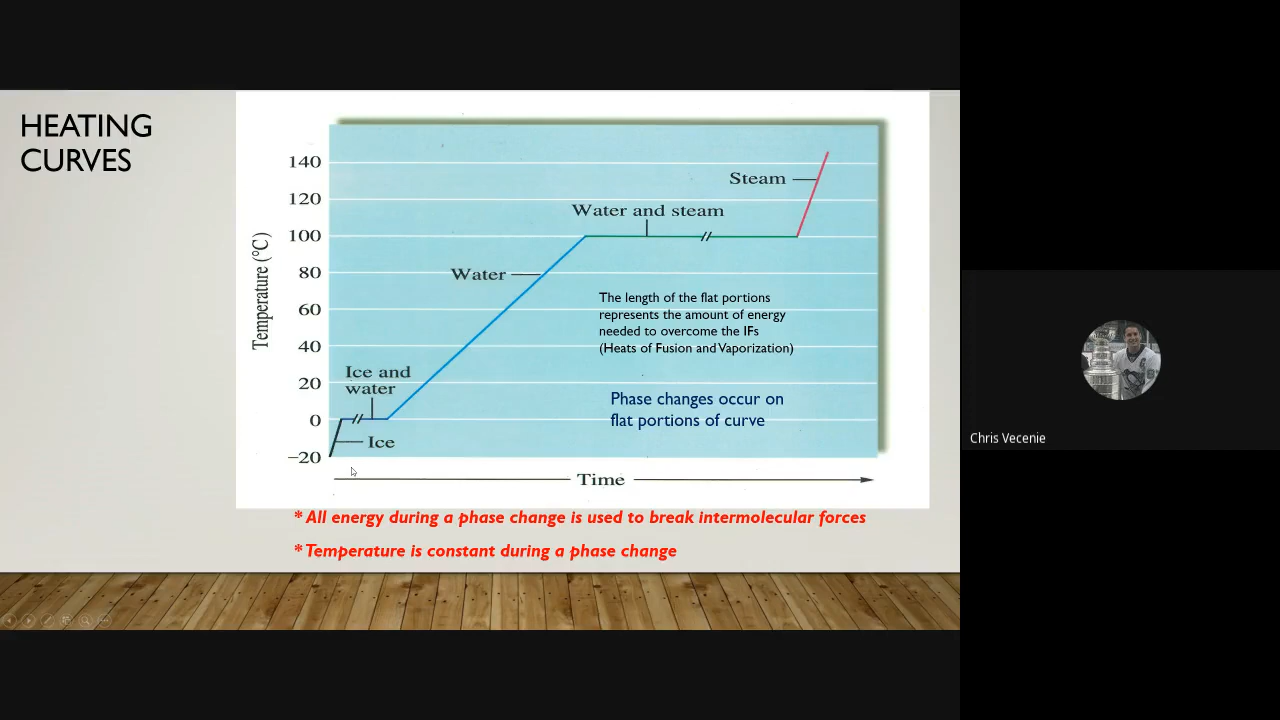 HEATING
CURVES
Temperature (°C)
140
120
100
80
60
40
20
0
−20
Steam
Water and steam
Water
The length of the flat portions
represents the amount of energy
needed to overcome the IFs
(Heats of Fusion and Vaporization)
Ice and
water
Phase changes occur on
flat portions of curve
Ice
Time
* All energy during a phase change is used to break intermolecular forces
* Temperature is constant during a phase change
Chris Vecenie